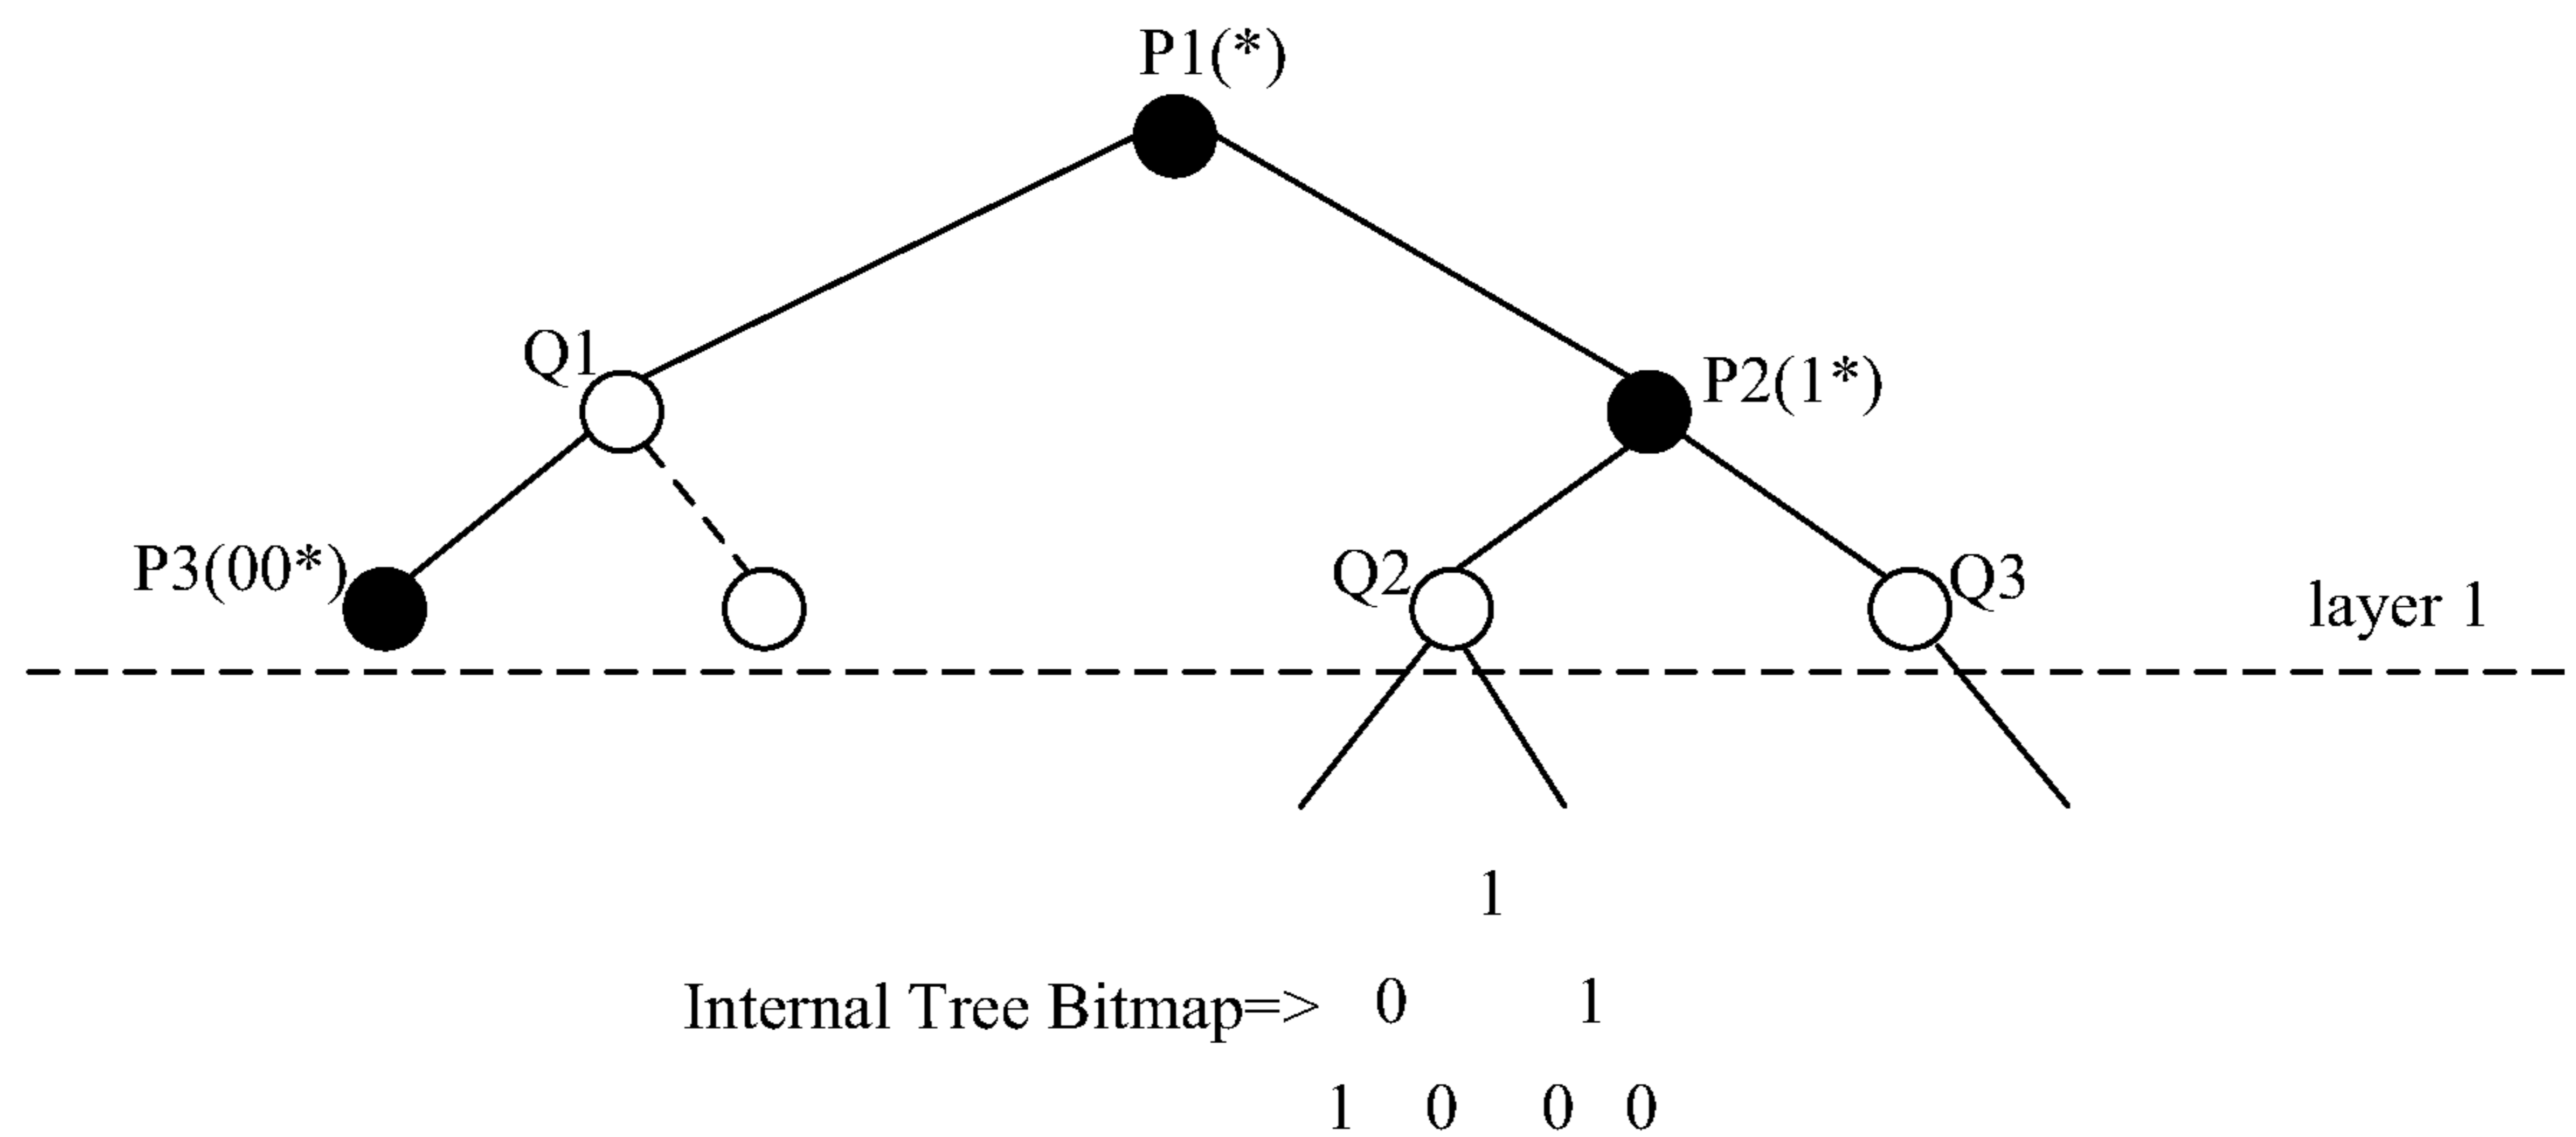 P1(*)
Q1
P2(1*)
P3(00*)
Q2
Q3
layer 1
1
Internal Tree Bitmap=> 0 1
1 0 0 0